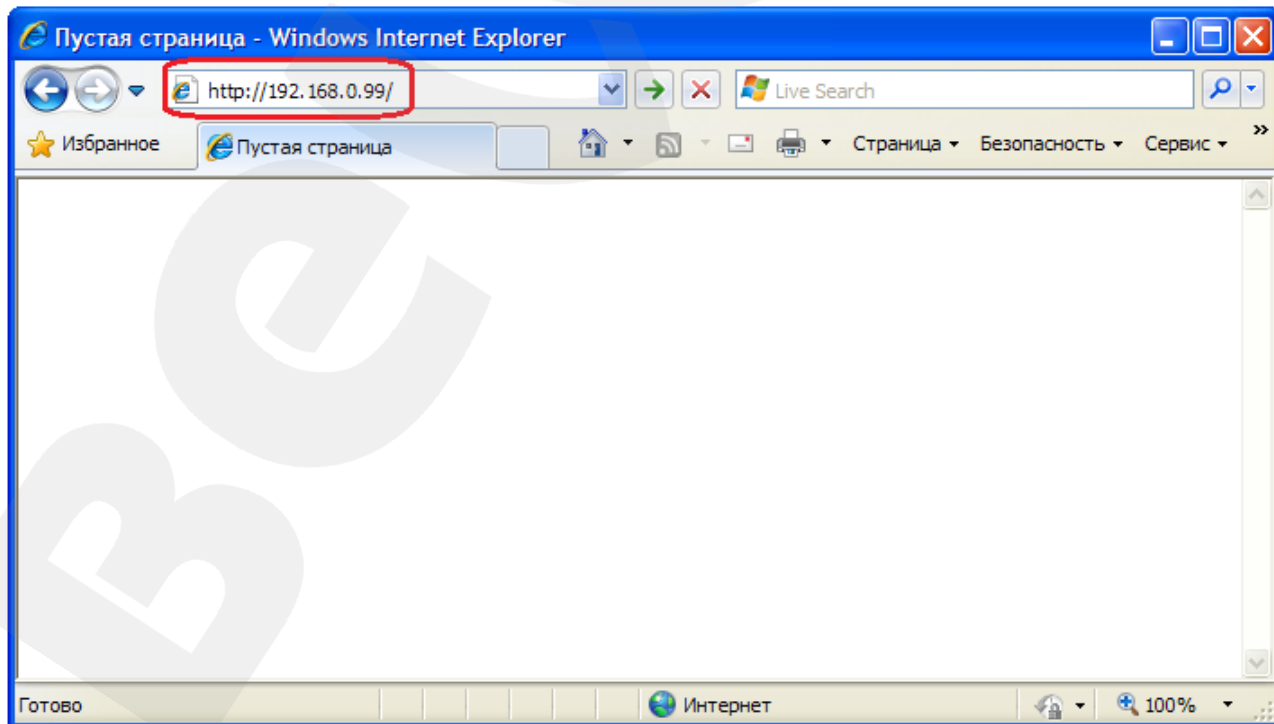 Пустая страница - Windows Internet Explorer
http://192.168.0.99/ Live Search
Избранное Пустая страница Страница Безопасность Сервис »
Готово Интернет 100%